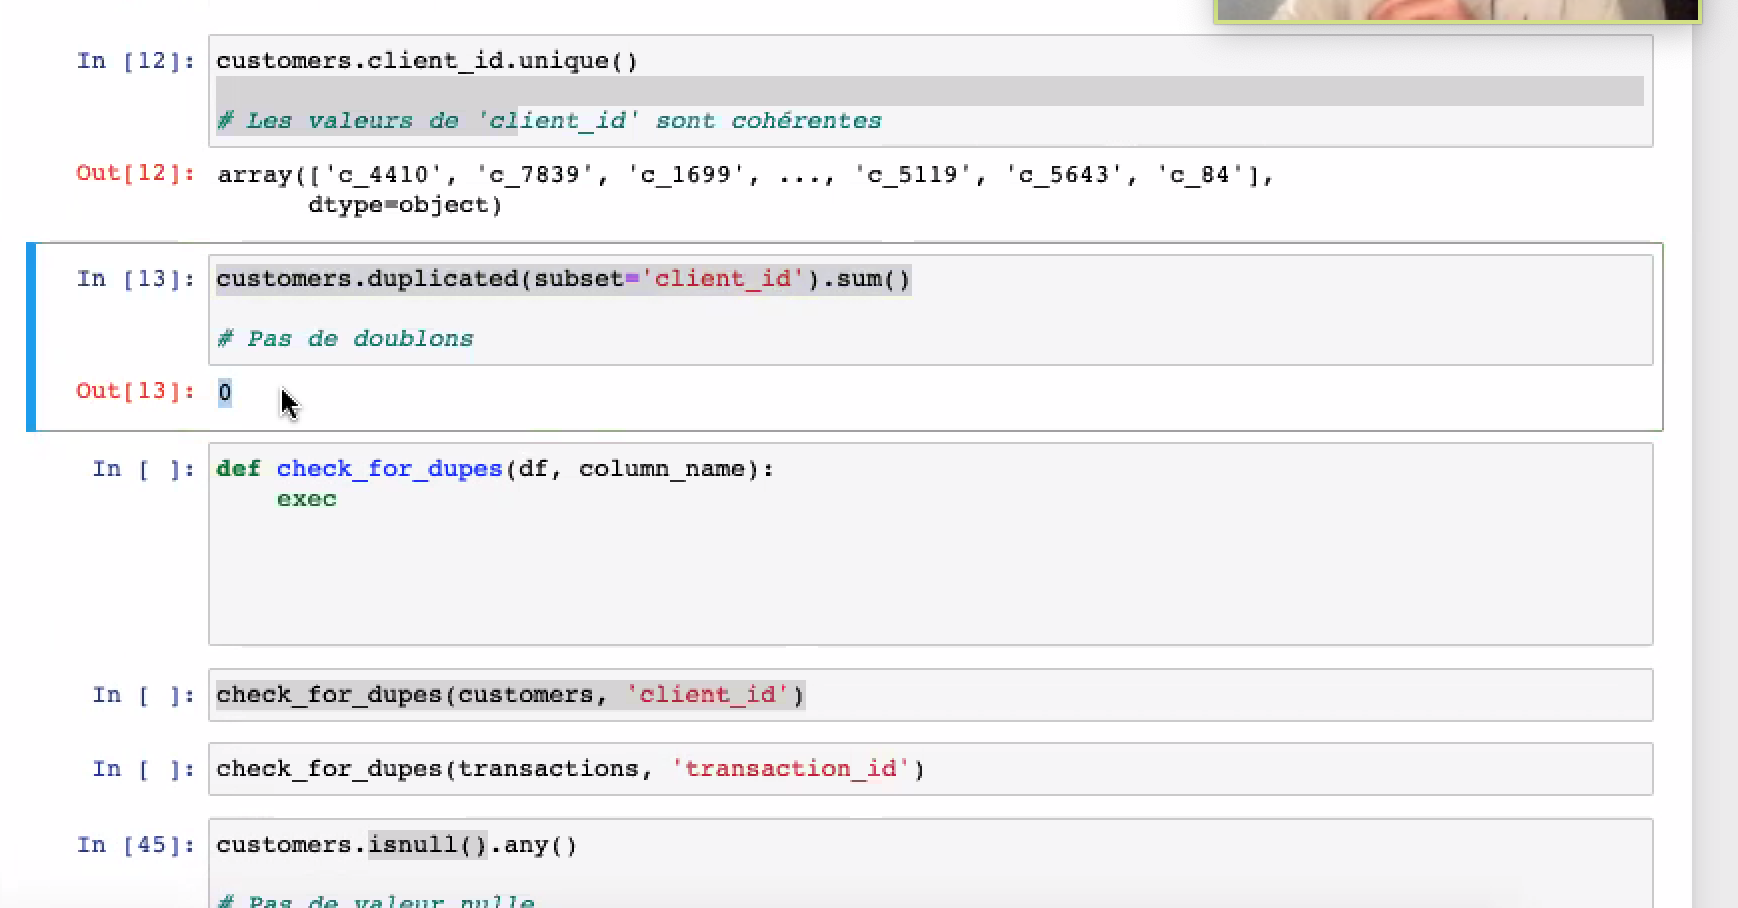 In [12]: customers.client_id.unique()
# Les valeurs de 'client_id' sont cohérentes
Out[12]: array(['c_4410', 'c_7839', 'c_1699', ..., 'c_5119', 'c_5643', 'c_84'],
dtype=object)
In [13]: customers.duplicated(subset='client_id').sum()
# Pas de doublons
Out[13]: 0
In [ ]: def check_for_dupes(df, column_name):
exec
In [ ]: check_for_dupes(customers, 'client_id')
In [ ]: check_for_dupes(transactions, 'transaction_id')
In [45]: customers.isnull().any()
# Pas de valeur nulle